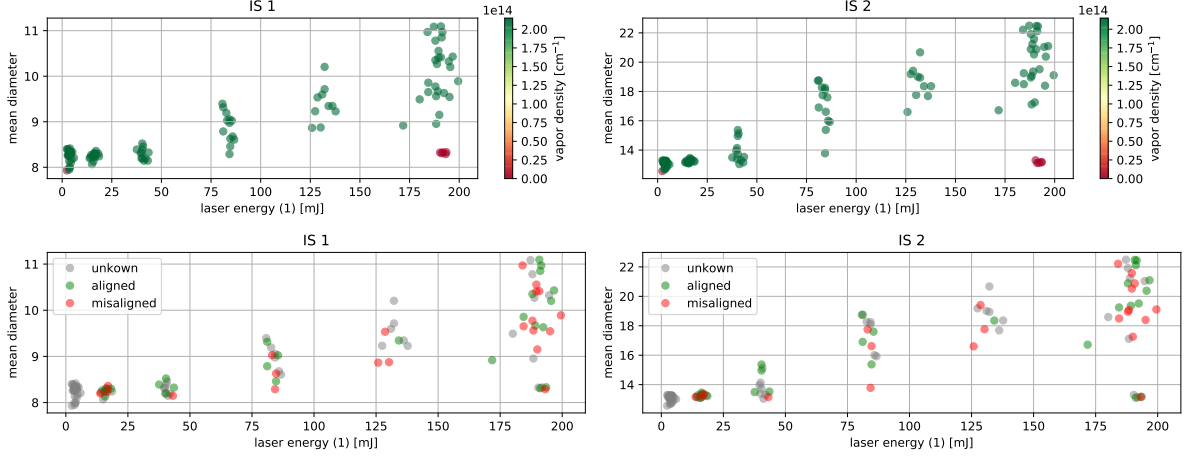 IS 1
1e14
mean diameter
11
10
9
8
0 25 50 75 100 125 150 175 200
laser energy (1) [mJ]
2.00
1.75
1.50
1.25
1.00
0.75
0.50
0.25
0.00
vapor density [cm⁻¹]
IS 2
1e14
mean diameter
22
20
18
16
14
0 25 50 75 100 125 150 175 200
laser energy (1) [mJ]
2.00
1.75
1.50
1.25
1.00
0.75
0.50
0.25
0.00
vapor density [cm⁻¹]
IS 1
mean diameter
11
10
9
8
unkown
aligned
misaligned
0 25 50 75 100 125 150 175 200
laser energy (1) [mJ]
IS 2
mean diameter
22
20
18
16
14
unkown
aligned
misaligned
0 25 50 75 100 125 150 175 200
laser energy (1) [mJ]